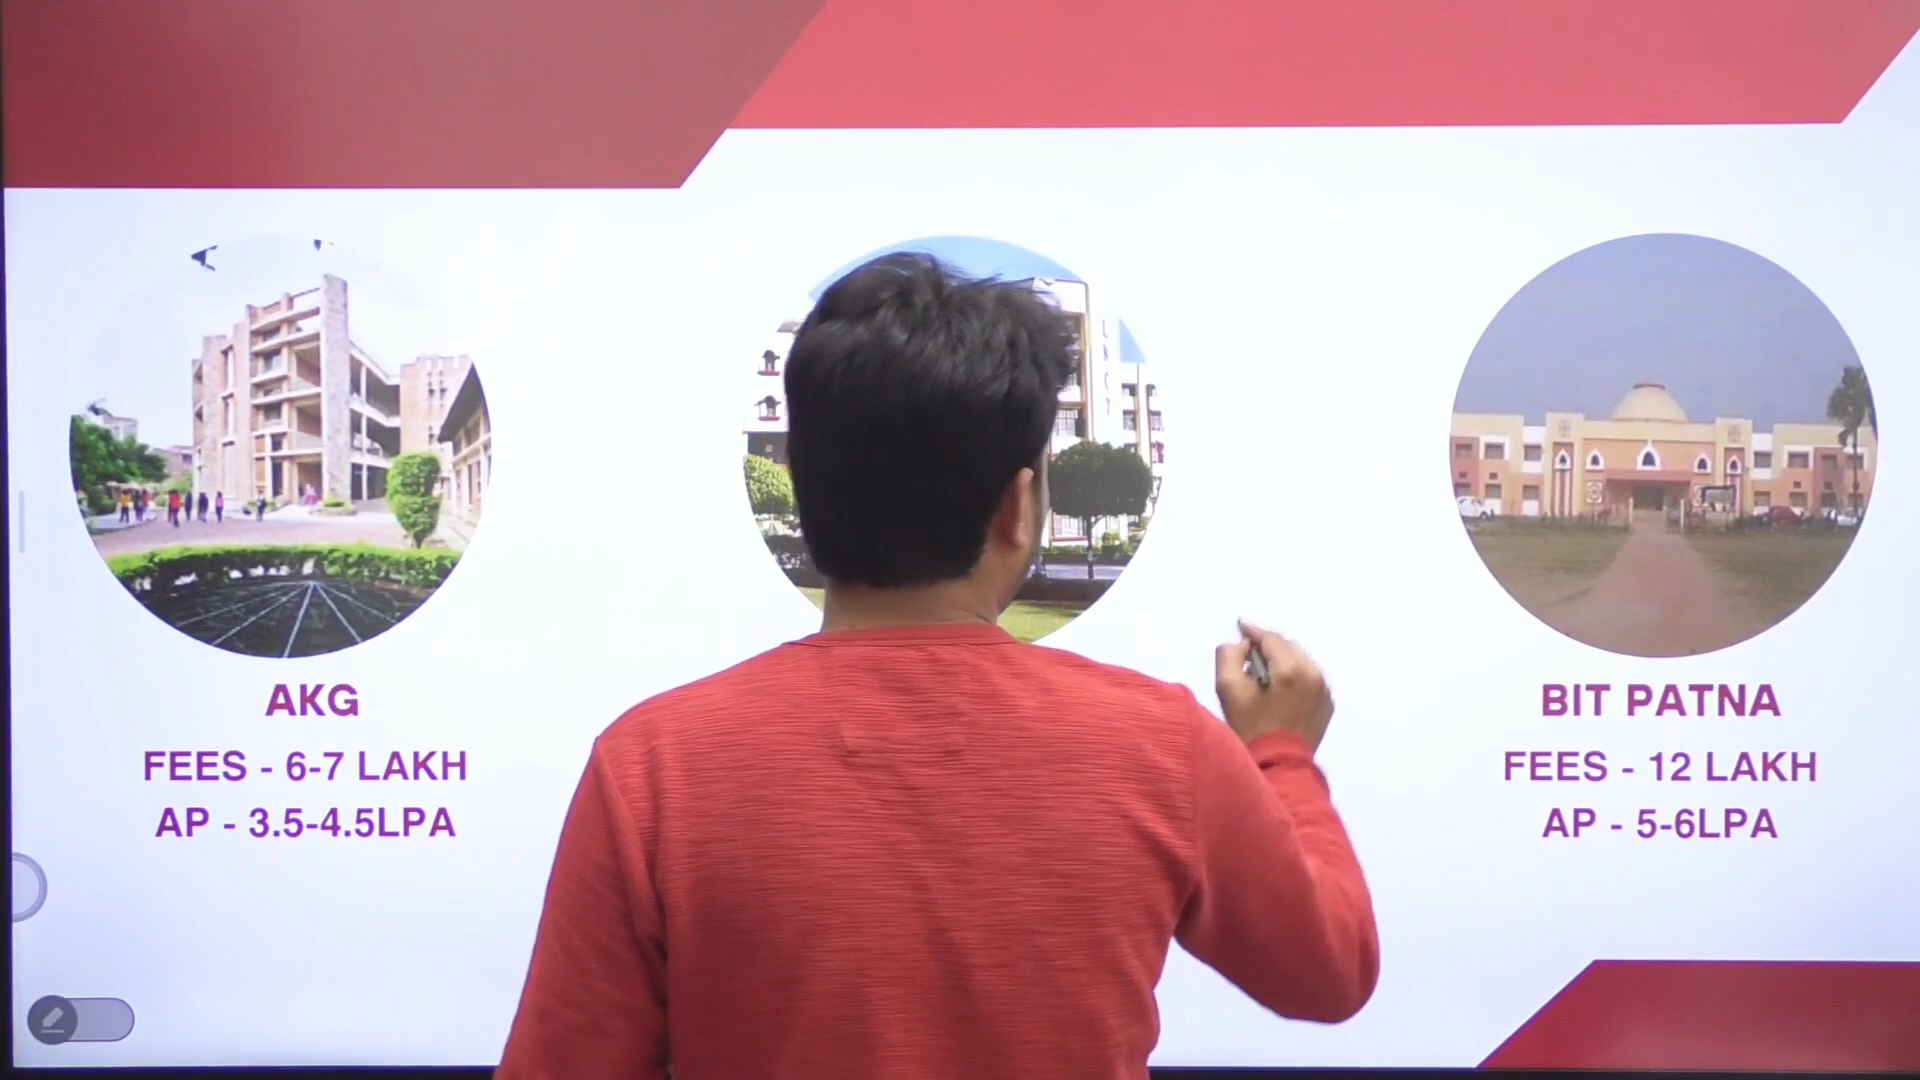 AKG
FEES - 6-7 LAKH
AP - 3.5-4.5LPA
BIT PATNA
FEES - 12 LAKH
AP - 5-6LPA